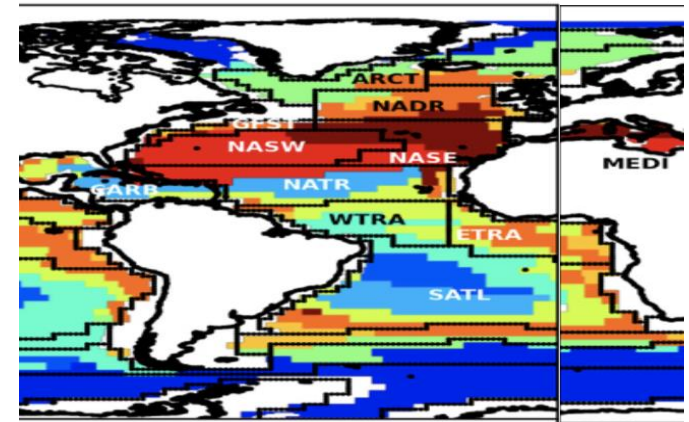 ARCT
NADR
GFST
NASW
NASE
MEDI
CARB
NATR
WTRA
ETRA
SATL